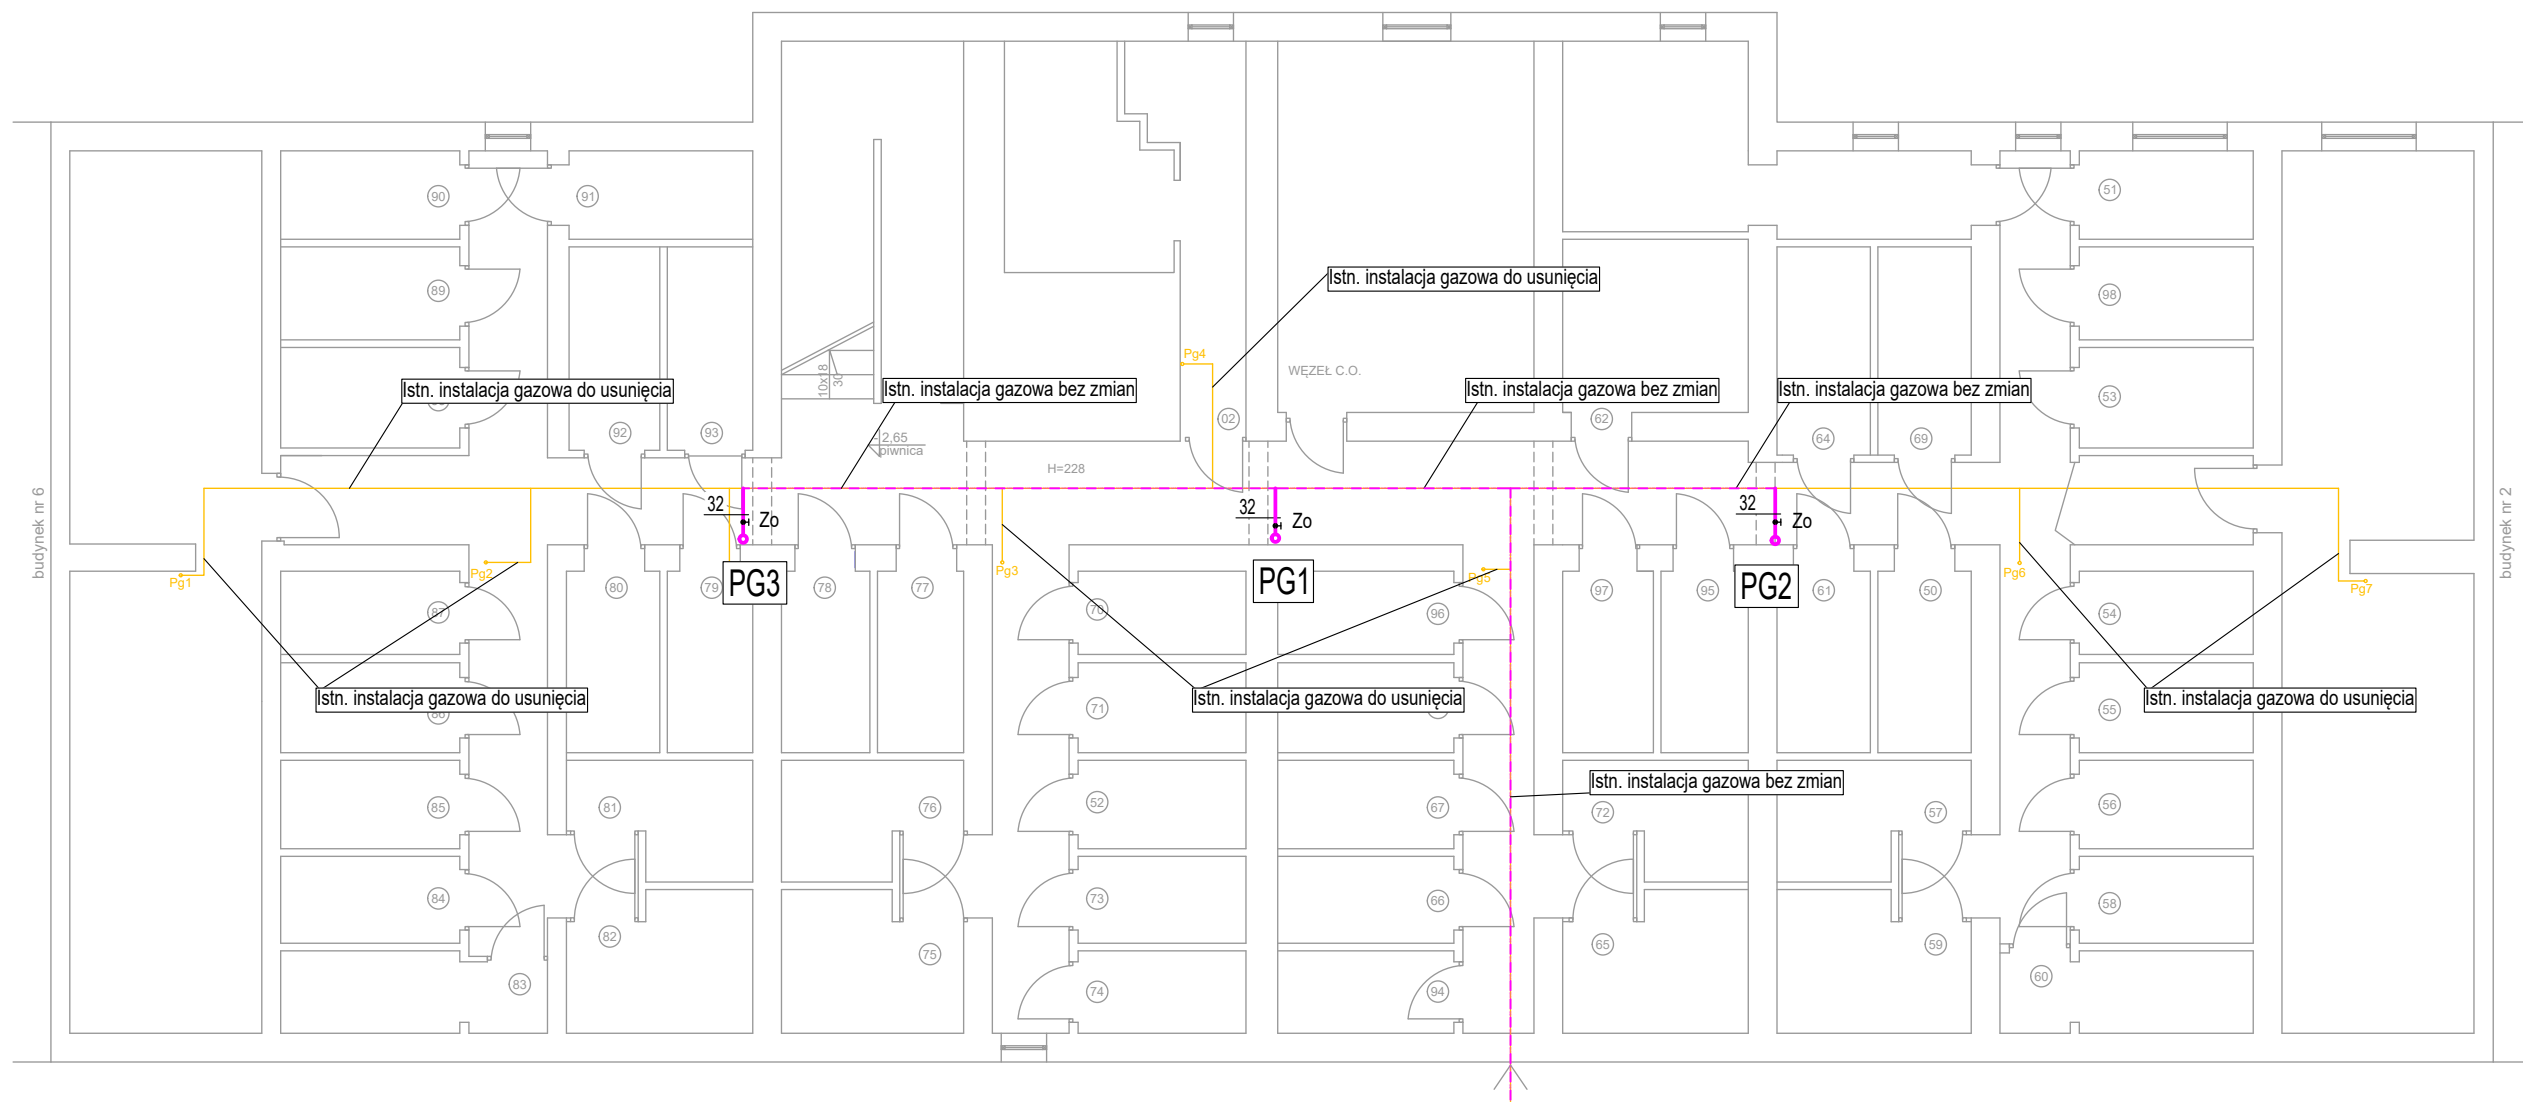 90
91
51
89
98
Istn. instalacja gazowa do usunięcia
Pg4
WĘZEŁ C.O.
10x18
30
Istn. instalacja gazowa do usunięcia
Istn. instalacja gazowa bez zmian
Istn. instalacja gazowa bez zmian
Istn. instalacja gazowa bez zmian
53
92
93
02
62
64
69
- 2,65
piwnica
H=228
32
Zo
32
Zo
32
Zo
budynek nr 6
budynek nr 2
Pg1
Pg2
Pg3
Pg5
Pg6
Pg7
PG3
PG1
PG2
80
79
78
77
97
95
61
50
87
70
96
54
Istn. instalacja gazowa do usunięcia
Istn. instalacja gazowa do usunięcia
Istn. instalacja gazowa do usunięcia
86
71
55
Istn. instalacja gazowa bez zmian
85
81
76
52
67
72
57
56
84
73
66
58
82
75
65
59
83
74
94
60